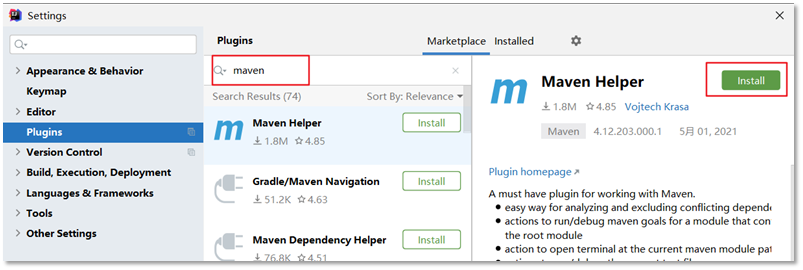 Settings
Plugins
Marketplace
Installed
maven
Appearance & Behavior
Keymap
Editor
Plugins
Version Control
Build, Execution, Deployment
Languages & Frameworks
Tools
Other Settings
Search Results (74)
Sort By: Relevance
Maven Helper
1.8M 4.85
Install
Gradle/Maven Navigation
51.2K 4.63
Install
Maven Dependency Helper
76.8K 4.51
Install
Maven Helper
Install
1.8M 4.85 Vojtech Krasa
Maven 4.12.203.000.1 5月 01, 2021
Plugin homepage
A must have plugin for working with Maven.
easy way for analyzing and excluding conflicting
actions to run/debug maven goals for a module that
the root module
action to open terminal at the current maven module